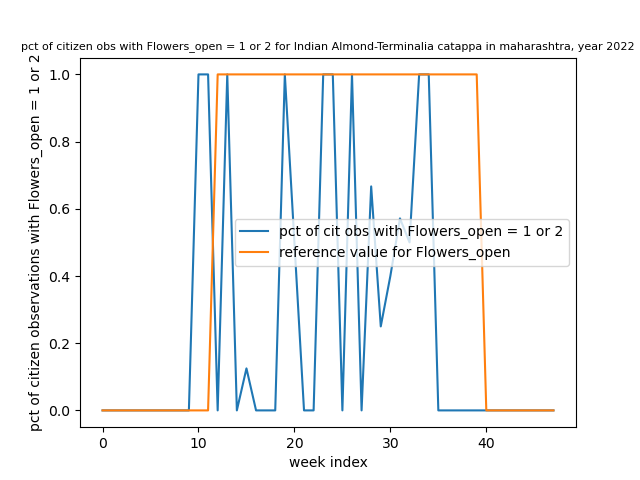 pct of citizen obs with Flowers_open = 1 or 2 for Indian Almond-Terminalia catappa in maharashtra, year 2022
pct of citizen observations with Flowers_open = 1 or 2
1.0
0.8
0.6
0.4
0.2
0.0
pct of cit obs with Flowers_open = 1 or 2
reference value for Flowers_open
0 10 20 30 40
week index